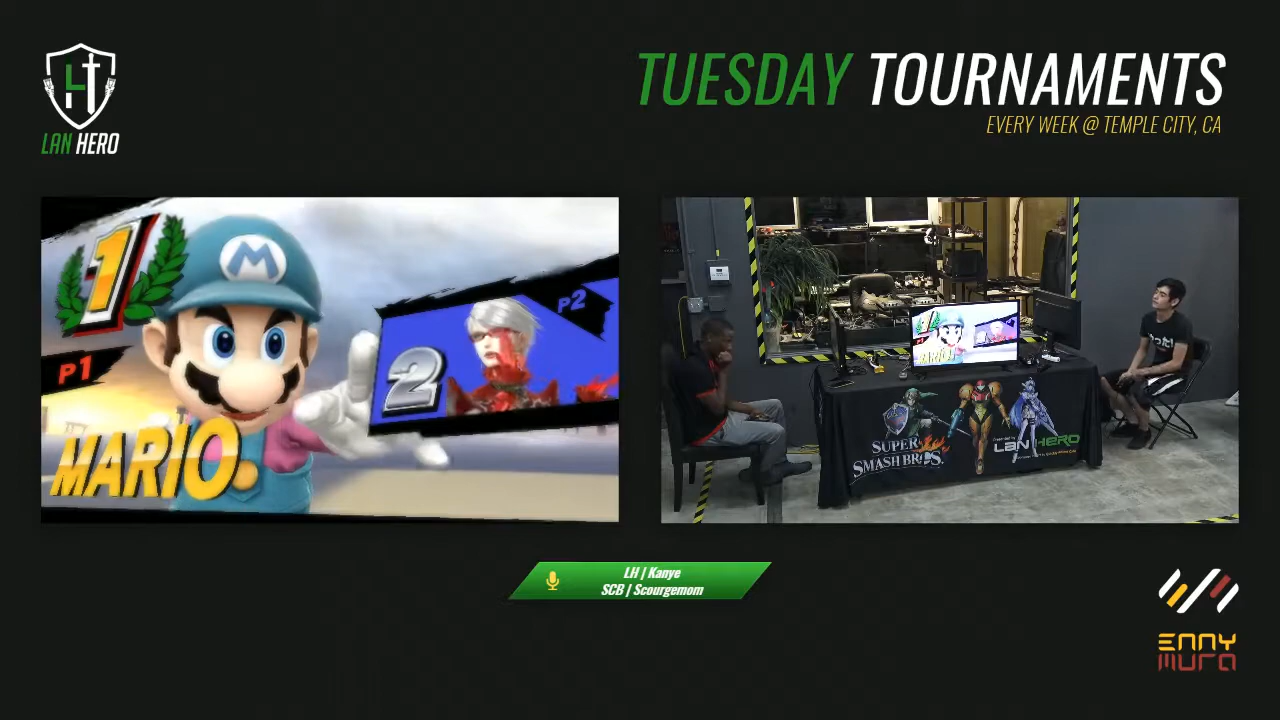 TUESDAY TOURNAMENTS
EVERY WEEK @ TEMPLE CITY, CA
LAN HERO
1
P1
MARIO
M
2
P2
SUPER
SMASH BROS.
LAN HERO
LH | Kanye
SCB | Scourgemom
ENNY
MURA